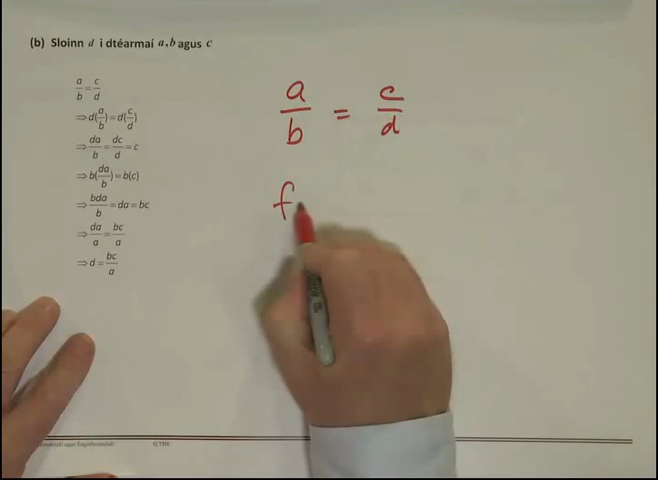 (b) Sloinn d i dtéarmaí a, b agus c
a/b = c/d
⇒ d(a/b) = d(c/d)
⇒ da/b = dc/d = c
⇒ b(da/b) = b(c)
⇒ bda/b = da = bc
⇒ da/a = bc/a
⇒ d = bc/a
a/b = c/d
f